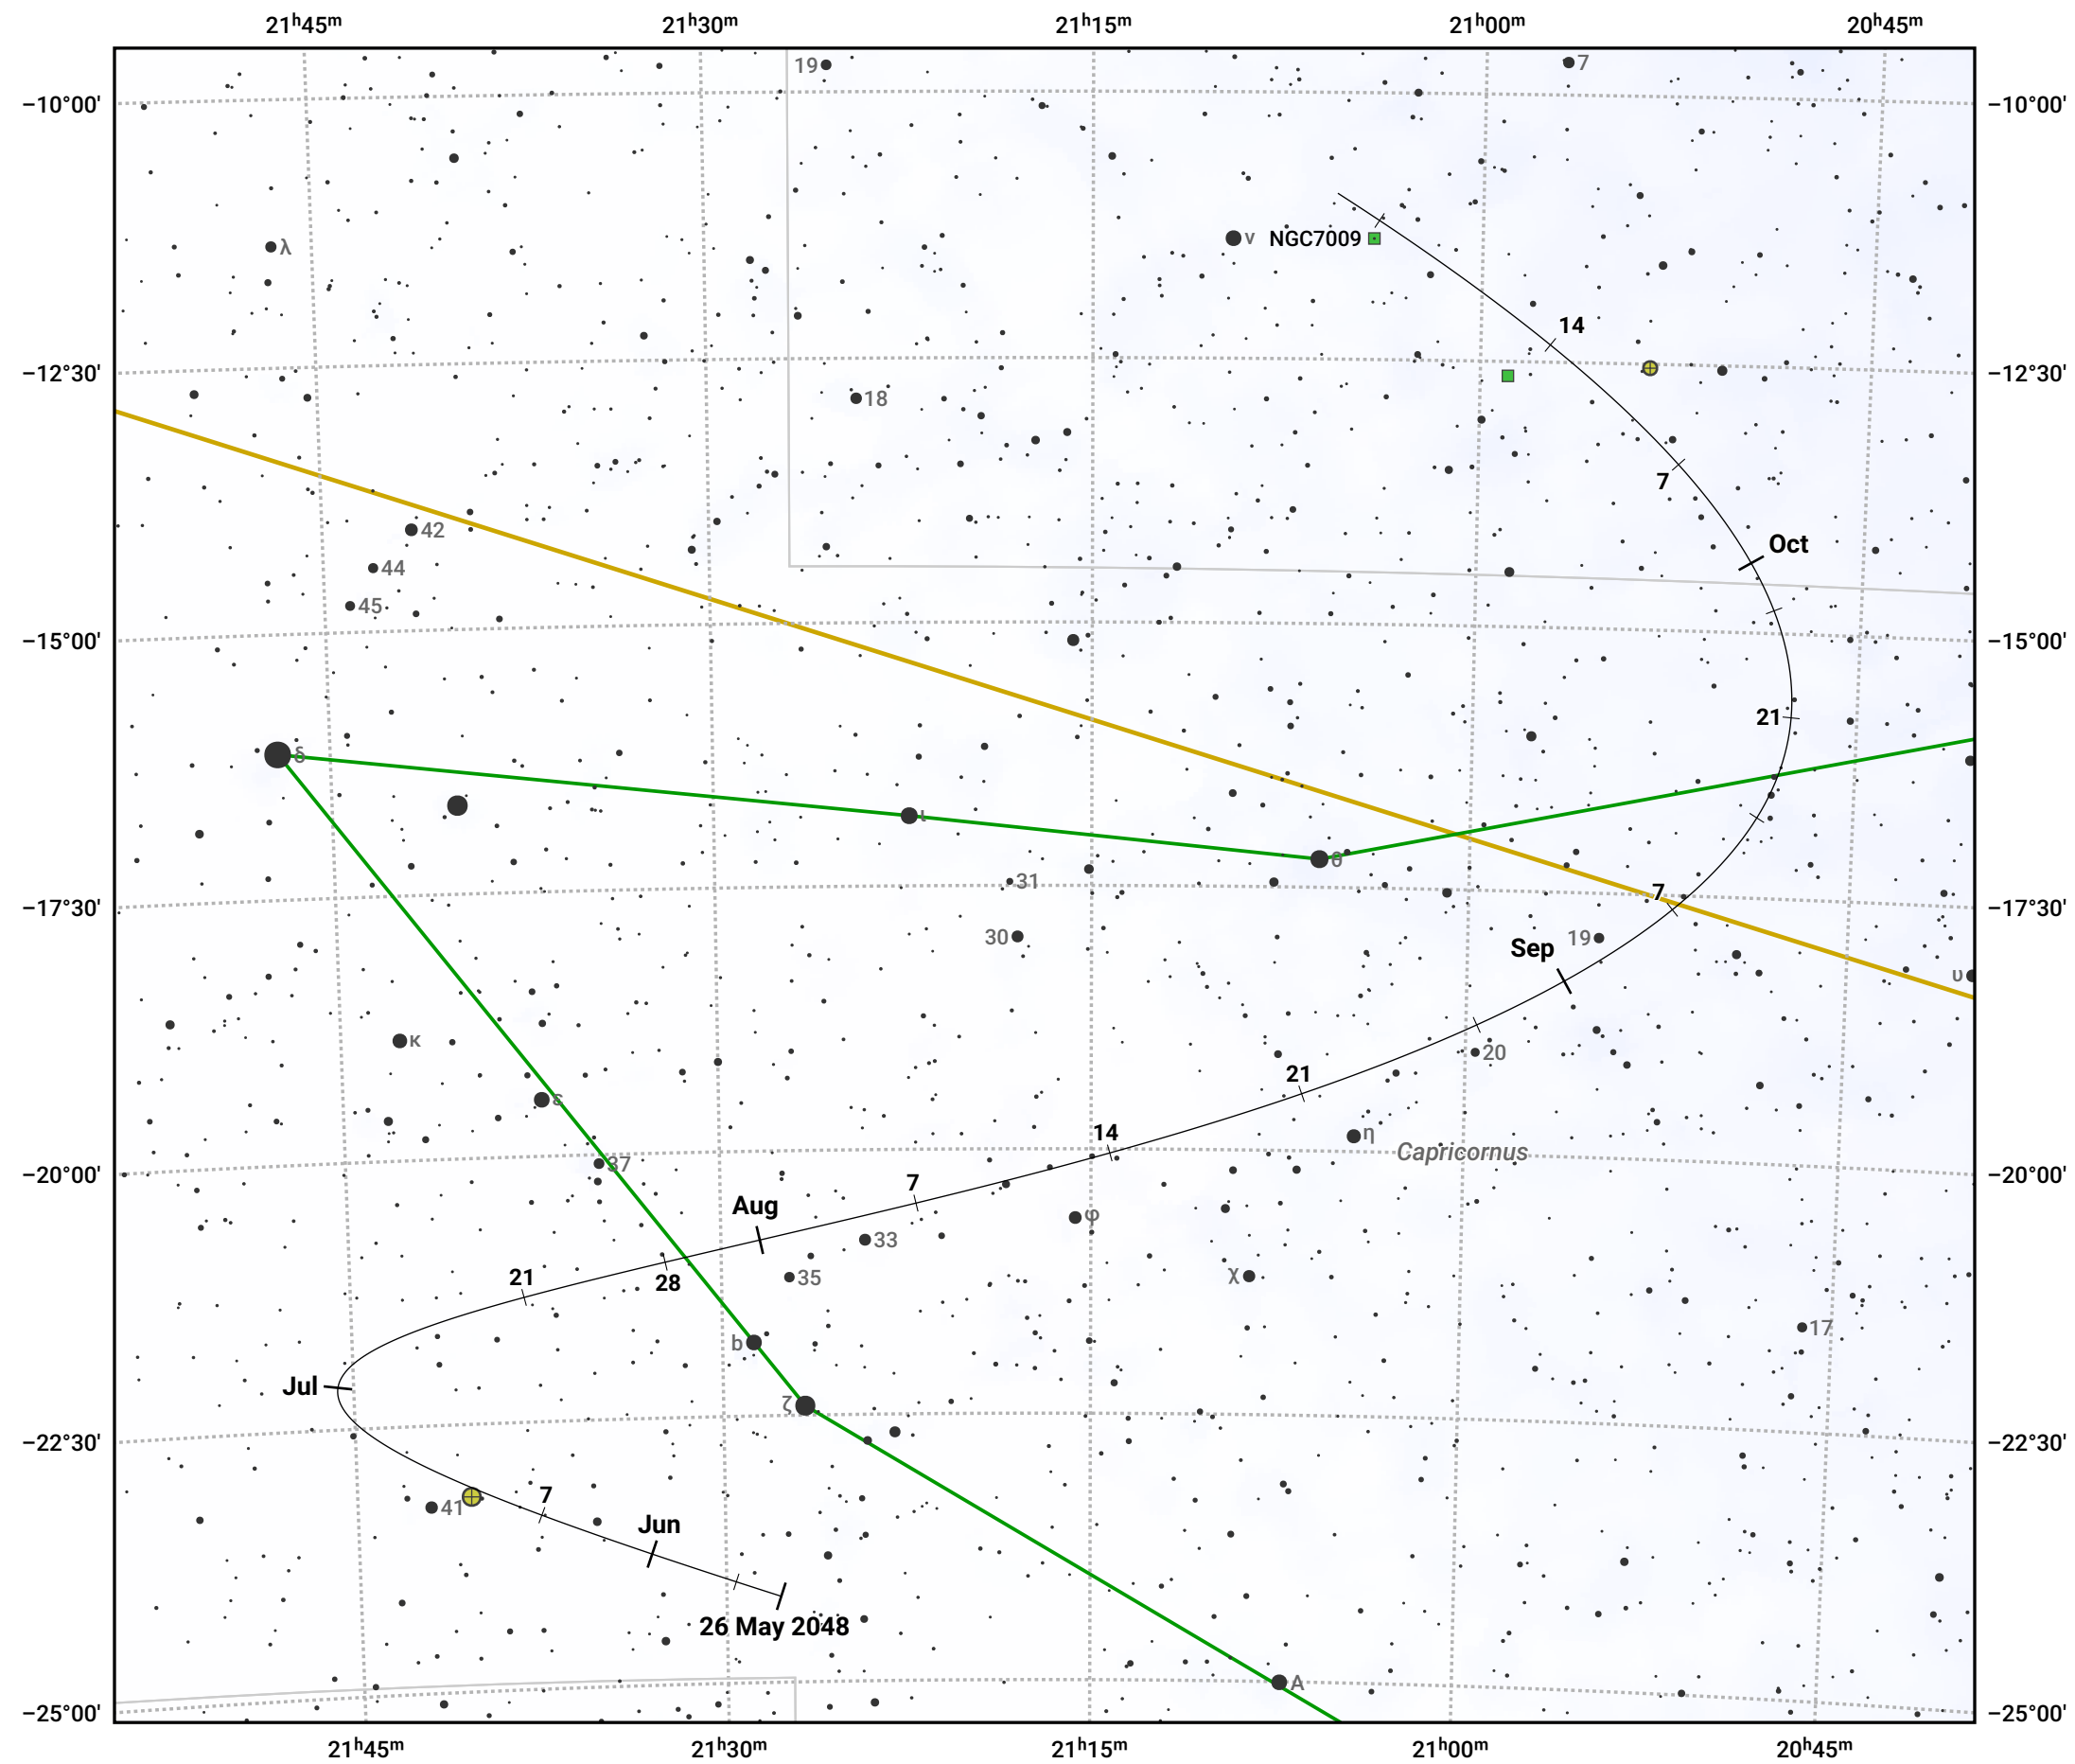 21ʰ45ᵐ 21ʰ30ᵐ 21ʰ15ᵐ 21ʰ00ᵐ 20ʰ45ᵐ
19 7
−10°00' −10°00'
λ ν NGC7009
14
−12°30' −12°30'
18
7
42
Oct
44
45
−15°00' −15°00'
21
δ
ι
θ
31
7
−17°30' −17°30'
30 19
Sep
υ
κ 20
21
ε
14 η
Capricornus
37
−20°00' −20°00'
7
Aug φ
33
χ
21 28 35
17
b
Jul
ζ
−22°30' −22°30'
7
41
Jun
26 May 2048
A
−25°00' −25°00'
21ʰ45ᵐ 21ʰ30ᵐ 21ʰ15ᵐ 21ʰ00ᵐ 20ʰ45ᵐ